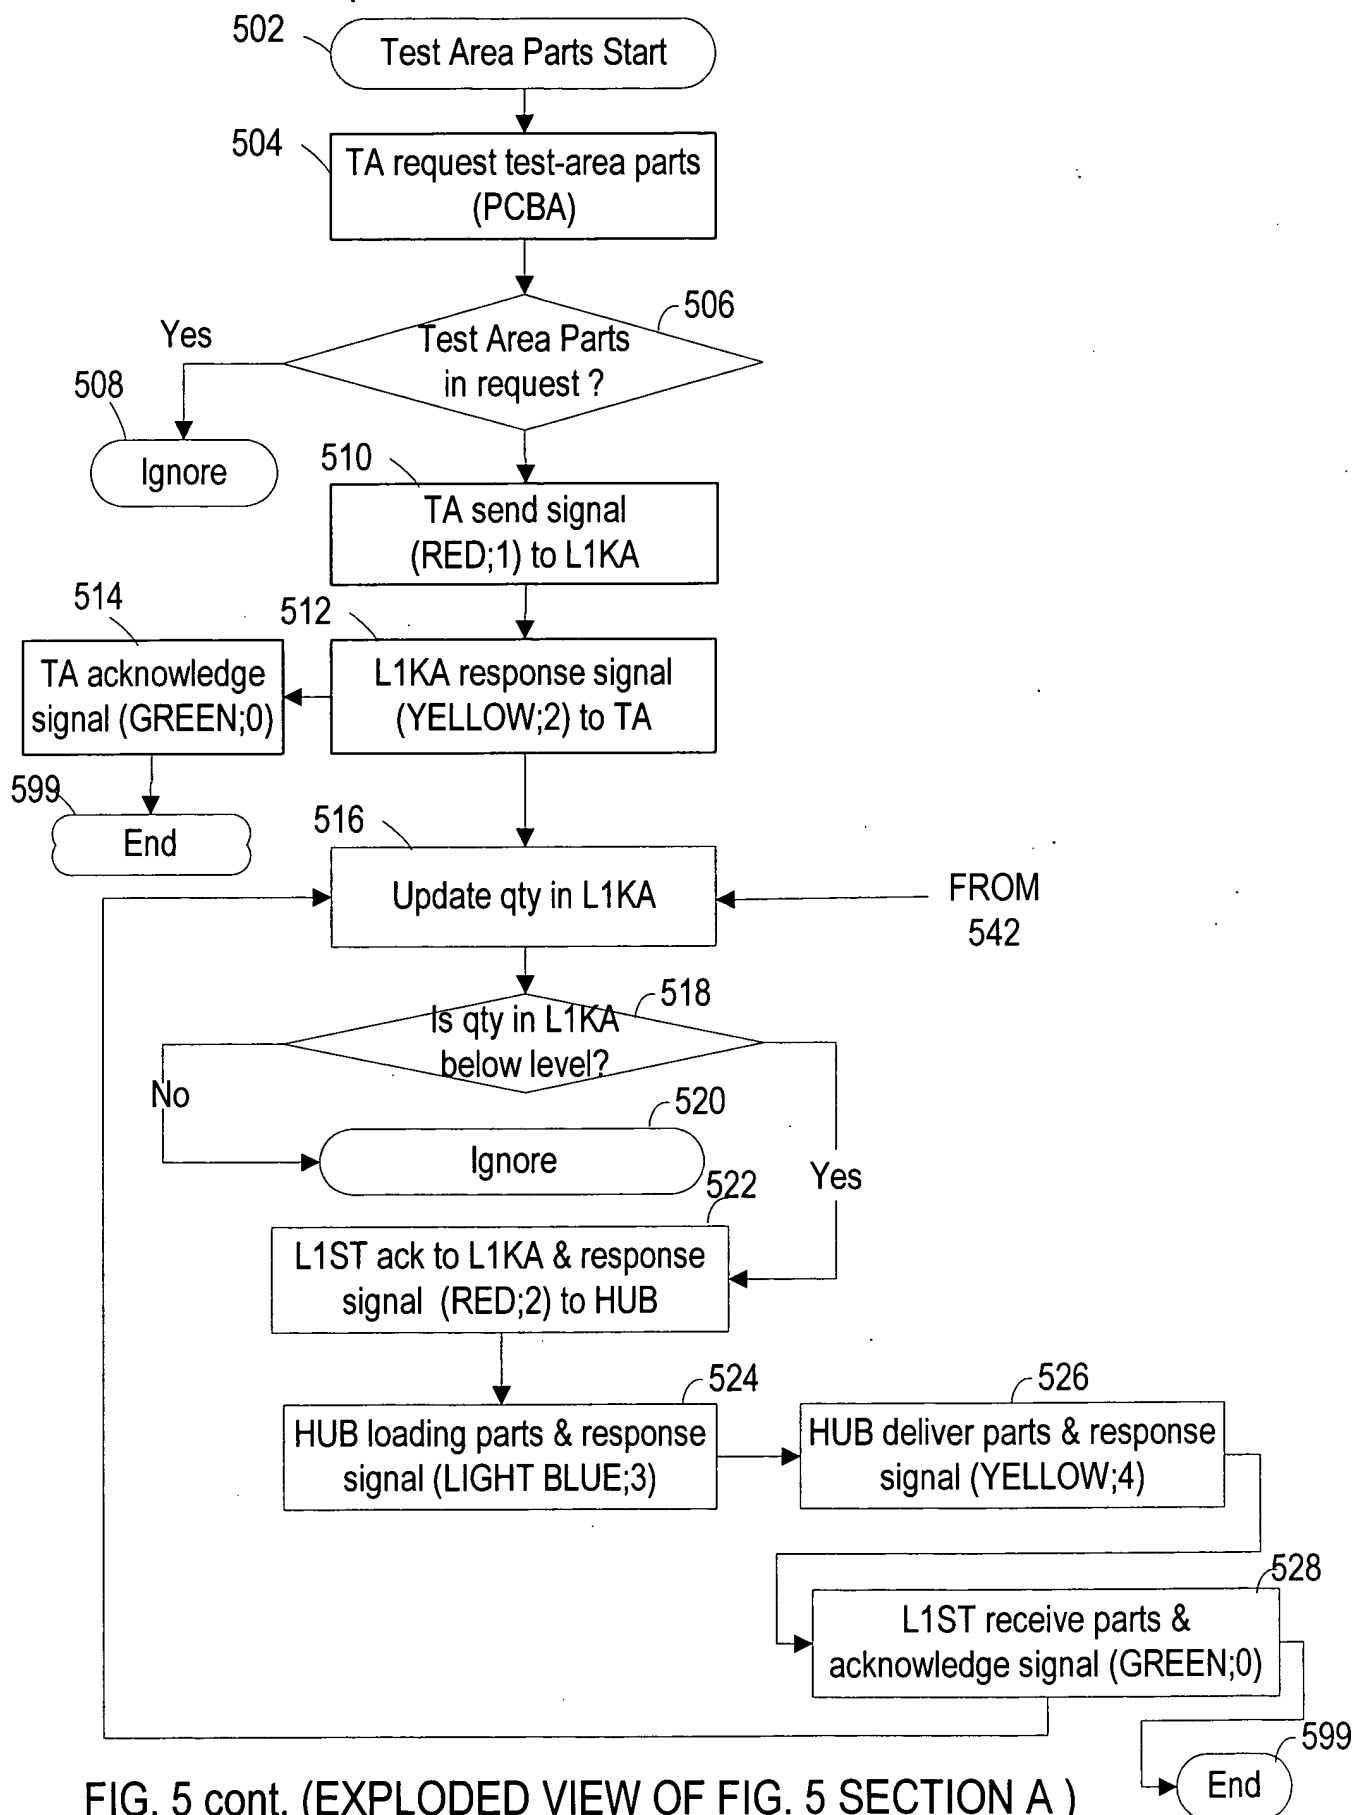 502
Test Area Parts Start
504
TA request test-area parts
(PCBA)
506
Test Area Parts
in request ?
Yes
508
Ignore
510
TA send signal
(RED;1) to L1KA
514
512
TA acknowledge
signal (GREEN;0)
L1KA response signal
(YELLOW;2) to TA
599
End
516
Update qty in L1KA
FROM
542
518
Is qty in L1KA
below level?
No
520
Ignore
Yes
522
L1ST ack to L1KA & response
signal (RED;2) to HUB
524
HUB loading parts & response
signal (LIGHT BLUE;3)
526
HUB deliver parts & response
signal (YELLOW;4)
528
L1ST receive parts &
acknowledge signal (GREEN;0)
599
End
FIG. 5 cont. (EXPLODED VIEW OF FIG. 5 SECTION A )